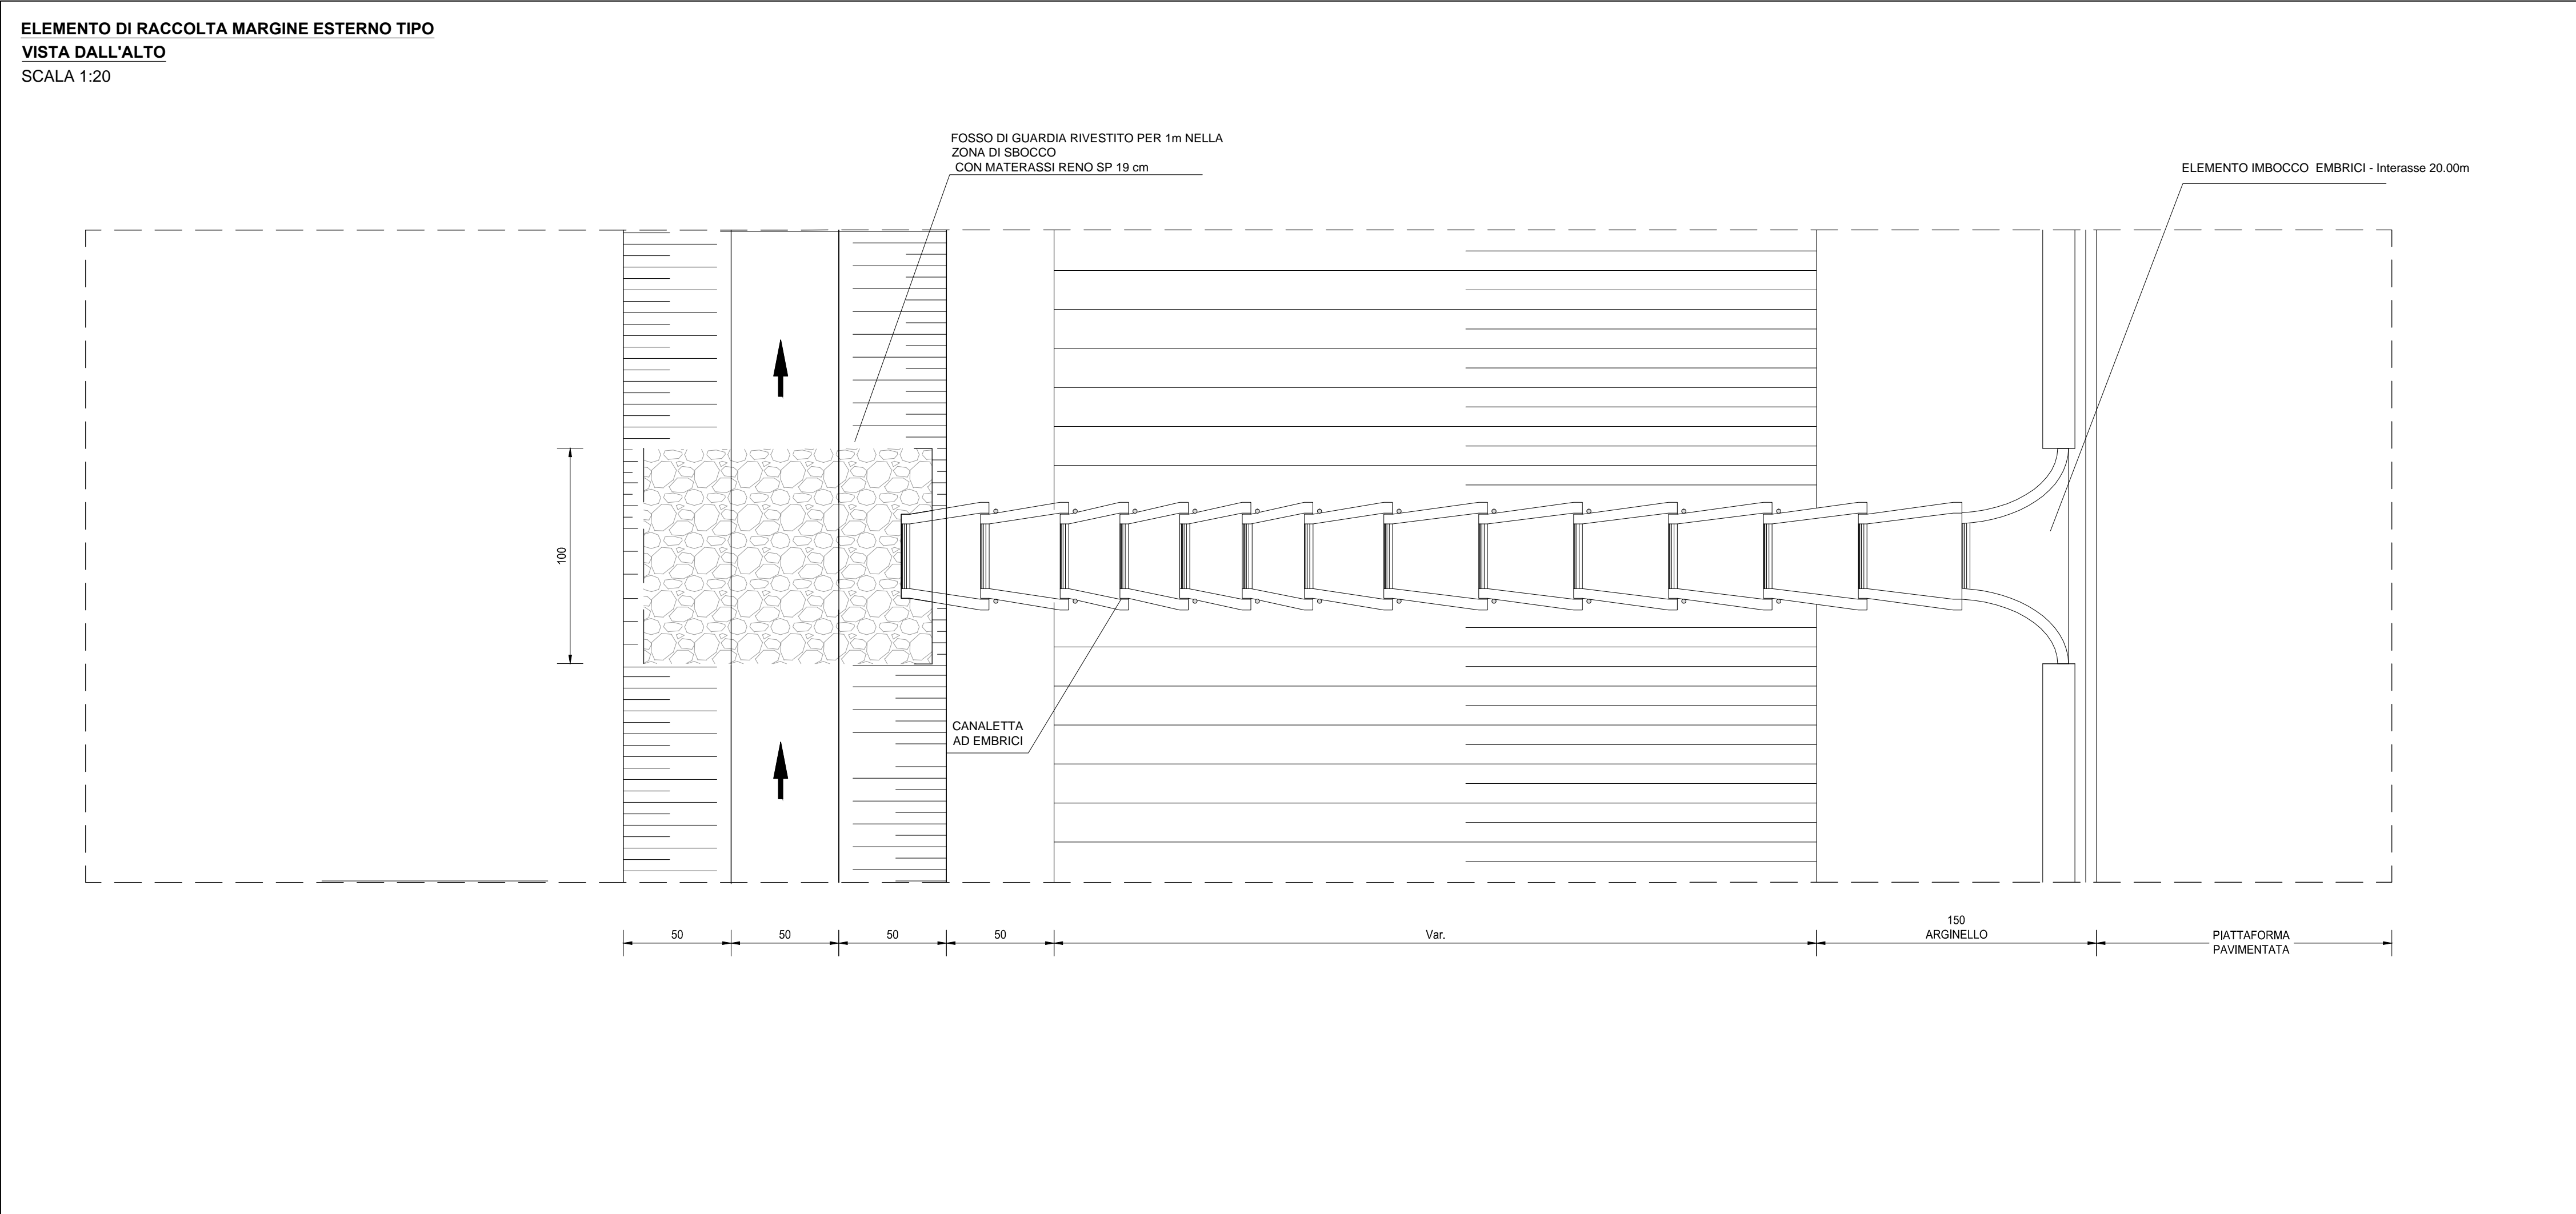 ELEMENTO DI RACCOLTA MARGINE ESTERNO TIPO
VISTA DALL'ALTO
SCALA 1:20
FOSSO DI GUARDIA RIVESTITO PER 1m NELLA
ZONA DI SBOCCO
CON MATERASSI RENO SP 19 cm
ELEMENTO IMBOCCO EMBRICI - Interasse 20.00m
100
CANALETTA
AD EMBRICI
50
50
50
50
Var.
150
ARGINELLO
PIATTAFORMA
PAVIMENTATA